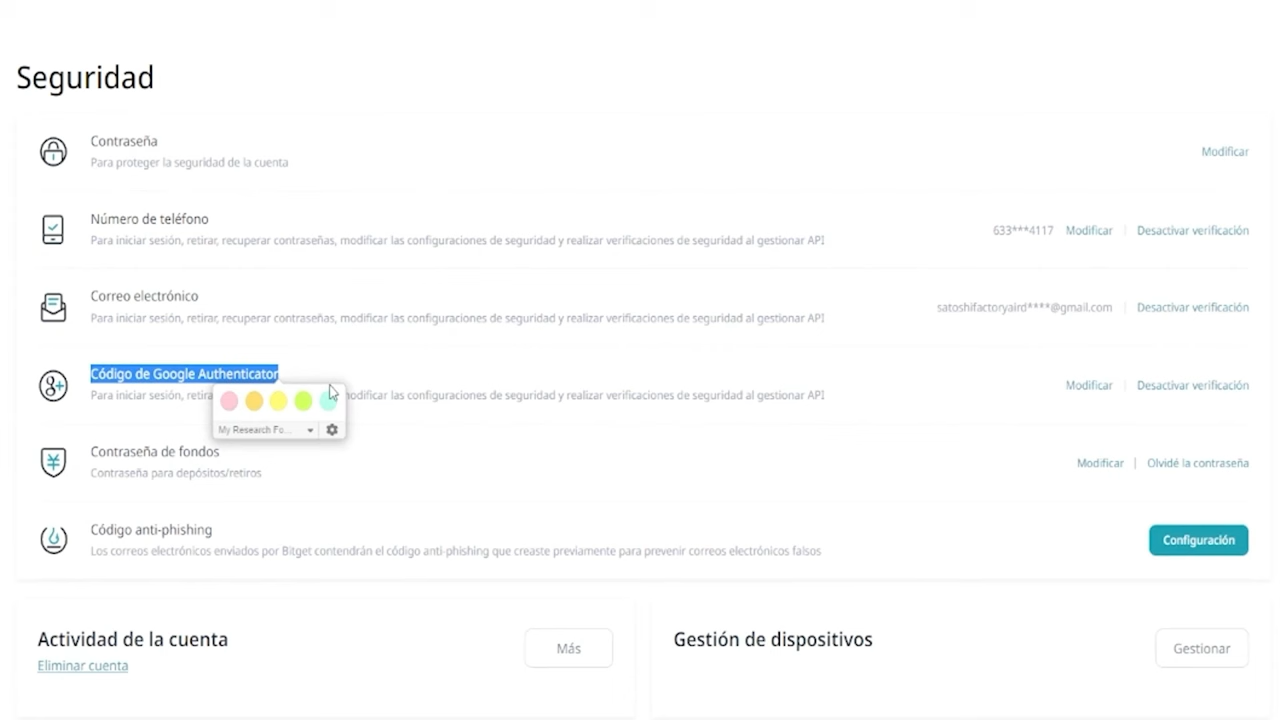 Seguridad
Contraseña
Para proteger la seguridad de la cuenta
Modificar
Número de teléfono
Para iniciar sesión, retirar, recuperar contraseñas, modificar las configuraciones de seguridad y realizar verificaciones de seguridad al gestionar API
633***4117 Modificar | Desactivar verificación
Correo electrónico
Para iniciar sesión, retirar, recuperar contraseñas, modificar las configuraciones de seguridad y realizar verificaciones de seguridad al gestionar API
satoshifactoryaird****@gmail.com | Desactivar verificación
Código de Google Authenticator
Para iniciar sesión, retira modificar las configuraciones de seguridad y realizar verificaciones de seguridad al gestionar API
Modificar | Desactivar verificación
My Research Fo...
Contraseña de fondos
Contraseña para depósitos/retiros
Modificar | Olvidé la contraseña
Código anti-phishing
Los correos electrónicos enviados por Bitget contendrán el código anti-phishing que creaste previamente para prevenir correos electrónicos falsos
Configuración
Actividad de la cuenta
Eliminar cuenta
Más
Gestión de dispositivos
Gestionar